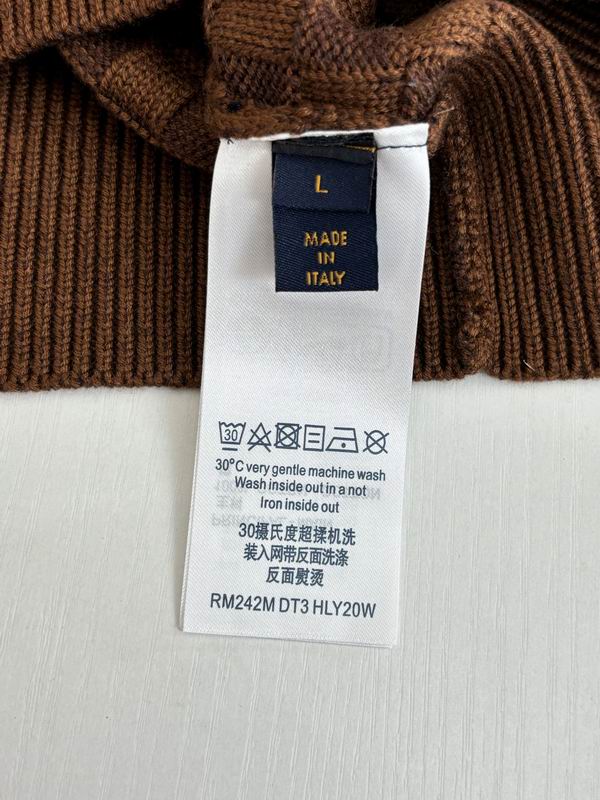 L
MADE
IN
ITALY
30
30°C very gentle machine wash
Wash inside out in a not
Iron inside out
30摄氏度超揉机洗
装入网带反面洗涤
反面熨烫
RM242M DT3 HLY20W